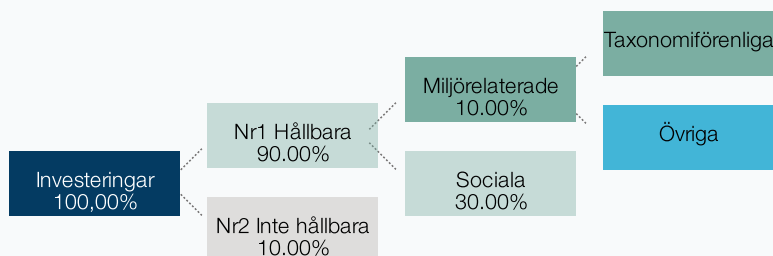 Taxonomiförenliga
Miljörelaterade
10.00%
Övriga
Nr1 Hållbara
90.00%
Investeringar
100,00%
Sociala
30.00%
Nr2 Inte hållbara
10.00%